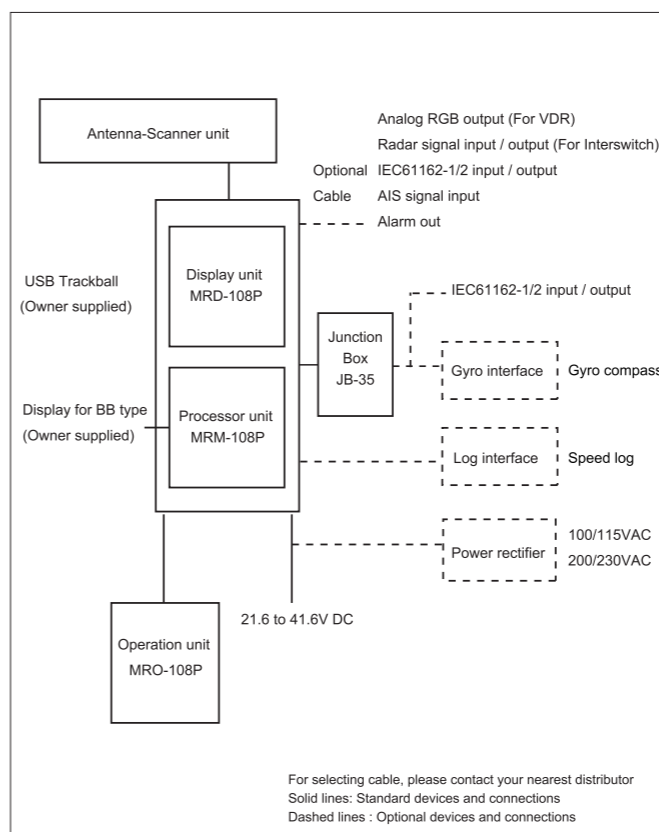 Antenna-Scanner unit
Analog RGB output (For VDR)
Radar signal input / output (For Interswitch)
Optional IEC61162-1/2 input / output
Cable AIS signal input
Alarm out
USB Trackball
(Owner supplied)
Display unit
MRD-108P
IEC61162-1/2 input / output
Junction
Box
JB-35
Gyro interface
Gyro compass
Display for BB type
(Owner supplied)
Processor unit
MRM-108P
Log interface
Speed log
Power rectifier
100/115VAC
200/230VAC
21.6 to 41.6V DC
Operation unit
MRO-108P
For selecting cable, please contact your nearest distributor
Solid lines: Standard devices and connections
Dashed lines : Optional devices and connections